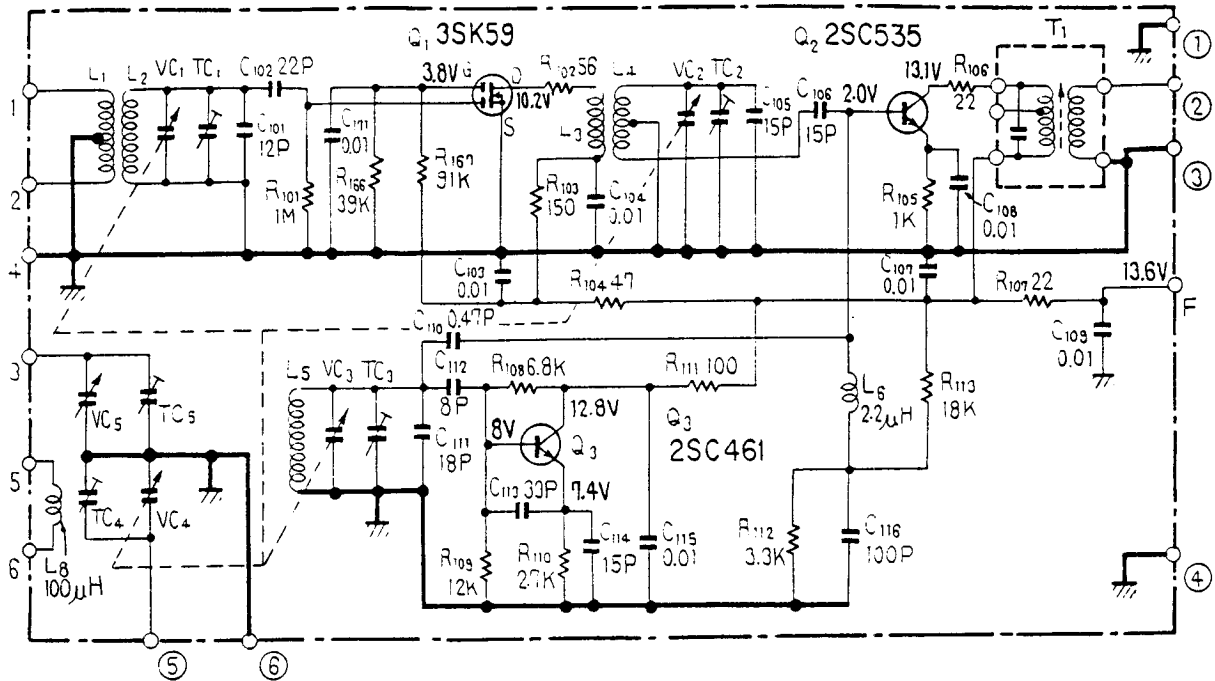 Q1 3SK59
Q2 2SC535
T1
①
L1 L2 VC1 TC1 C102 22P
3.8V G D R102 56
10.2V
S
L4 VC2 TC2
C106 15P
2.0V
13.1V R106 22
②
1
C101 12P
C171 0.01
L3
C105 15P
2
R101 1M
R166 39K
R167 91K
R103 150
C104 0.01
R105 1K
C108 0.01
③
4
C103 0.01
R104 47
C107 0.01
R107 22
13.6V
F
C110 0.47P
C109 0.01
3
L5 VC3 TC3
C112 8P
R108 6.8K
R111 100
12.8V
L6 2.2μH
R113 18K
VC5 TC5
C111 18P
8V
Q3
Q3 2SC461
5
TC4 VC4
C113 33P
7.4V
6
L8 100μH
R109 12K
R110 2.7K
C114 15P
C115 0.01
R112 3.3K
C116 100P
④
⑤ ⑥